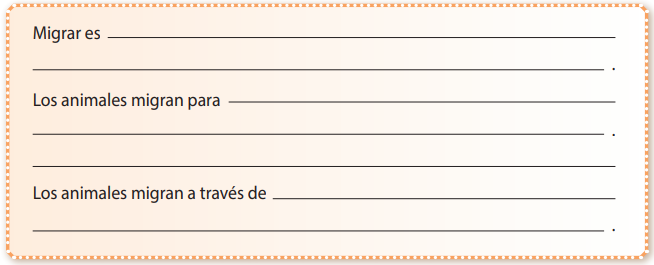 Migrar es
.
Los animales migran para
.
Los animales migran a través de
.